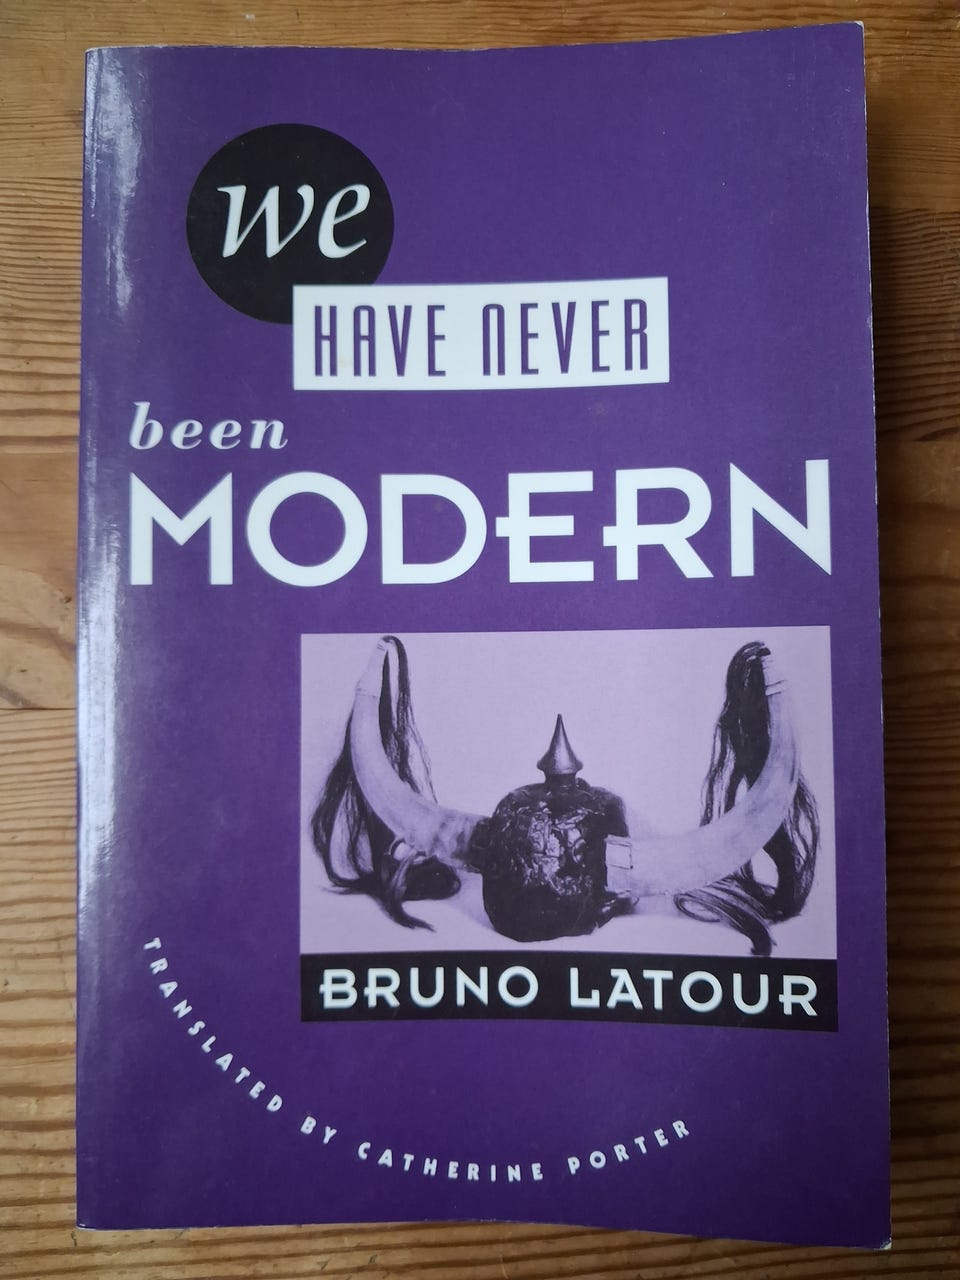 we
HAVE NEVER
been
MODERN
BRUNO LATOUR
TRANSLATED BY CATHERINE PORTER